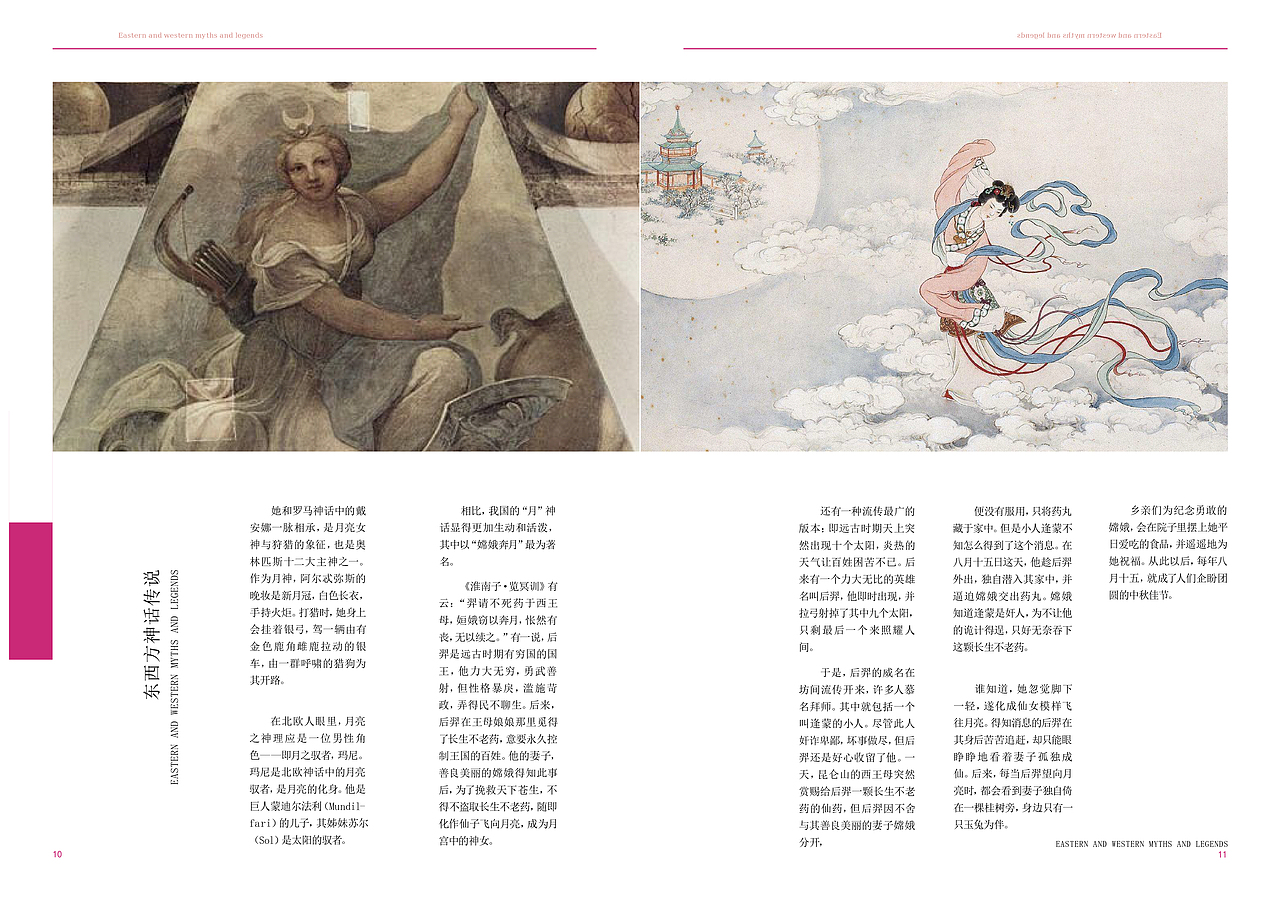 Eastern and western myths and legends
Eastern and western myths and legends
东西方神话传说
EASTERN AND WESTERN MYTHS AND LEGENDS
她和罗马神话中的戴
安娜一脉相承，是月亮女
神与狩猎的象征，也是奥
林匹斯十二大主神之一。
作为月神，阿尔忒弥斯的
晚妆是新月冠，白色长衣，
手持火炬。打猎时，她身上
会挂着银弓，驾一辆由有
金色鹿角雌鹿拉动的银
车，由一群呼啸的猎狗为
其开路。
在北欧人眼里，月亮
之神理应是一位男性角
色——即月之驭者，玛尼。
玛尼是北欧神话中的月亮
驭者，是月亮的化身。他是
巨人蒙迪尔法利（Mundil-
fari）的儿子，其姊妹苏尔
（Sol）是太阳的驭者。
相比，我国的“月”神
话显得更加生动和活泼，
其中以“嫦娥奔月”最为著
名。
《淮南子·览冥训》有
云：“羿请不死药于西王
母，姮娥窃以奔月，怅然有
丧，无以续之。”有一说，后
羿是远古时期有穷国的国
王，他力大无穷，勇武善
射，但性格暴戾，滥施苛
政，弄得民不聊生。后来，
后羿在王母娘娘那里觅得
了长生不老药，意要永久控
制王国的百姓。他的妻子，
善良美丽的嫦娥得知此事
后，为了挽救天下苍生，不
得不盗取长生不老药，随即
化作仙子飞向月亮，成为月
宫中的神女。
还有一种流传最广的
版本：即远古时期天上突
然出现十个太阳，炎热的
天气让百姓困苦不已。后
来有一个力大无比的英雄
名叫后羿，他即时出现，并
拉弓射掉了其中九个太阳，
只剩最后一个来照耀人
间。
于是，后羿的威名在
坊间流传开来，许多人慕
名拜师。其中就包括一个
叫逢蒙的小人。尽管此人
奸诈卑鄙，坏事做尽，但后
羿还是好心收留了他。一
天，昆仑山的西王母突然
赏赐给后羿一颗长生不老
药的仙药，但后羿因不舍
与其善良美丽的妻子嫦娥
分开，
便没有服用，只将药丸
藏于家中。但是小人逢蒙不
知怎么得到了这个消息。在
八月十五日这天，他趁后羿
外出，独自潜入其家中，并
逼迫嫦娥交出药丸。嫦娥
知道逢蒙是奸人，为不让他
的诡计得逞，只好无奈吞下
这颗长生不老药。
谁知道，她忽觉脚下
一轻，遂化成仙女模样飞
往月亮。得知消息的后羿在
其身后苦苦追赶，却只能眼
睁睁地看着妻子孤独成
仙。后来，每当后羿望向月
亮时，都会看到妻子独自倚
在一棵桂树旁，身边只有一
只玉兔为伴。
乡亲们为纪念勇敢的
嫦娥，会在院子里摆上她平
日爱吃的食品，并遥遥地为
她祝福。从此以后，每年八
月十五，就成了人们企盼团
圆的中秋佳节。
EASTERN AND WESTERN MYTHS AND LEGENDS
10
11